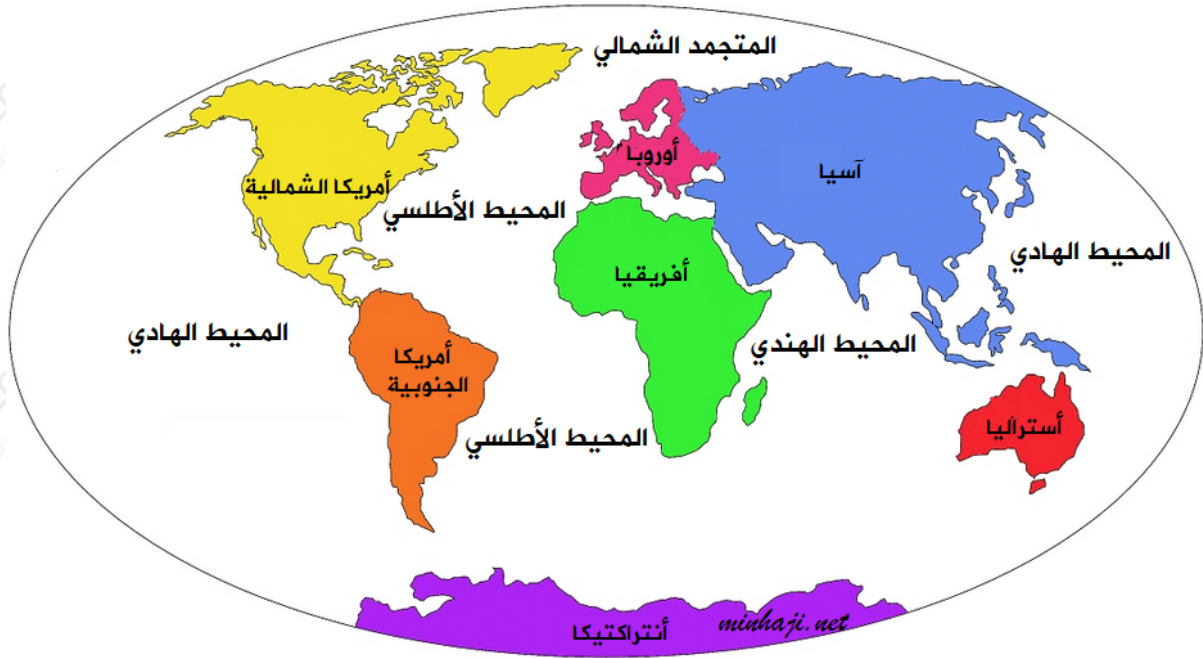 المتجمد الشمالي
أوروبا
آسيا
أمريكا الشمالية
المحيط الأطلسي
المحيط الهادي
أفريقيا
المحيط الهندي
المحيط الهادي
أمريكا
الجنوبية
أستراليا
المحيط الأطلسي
أنتراكتيكا
minhaji.net